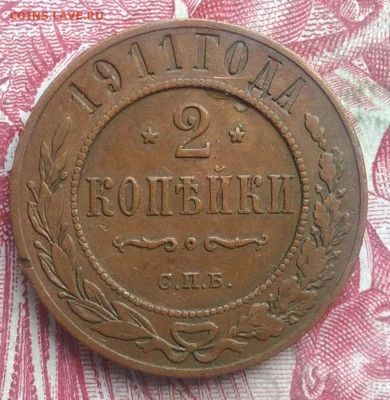 COINS.LAVE.RU
1911 ГОДА
2
КОПѢЙКИ
С.П.Б.